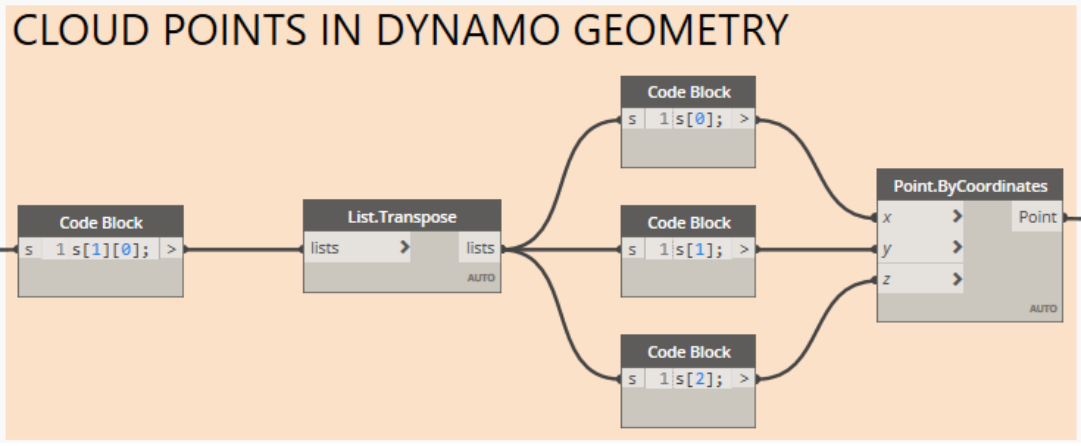 CLOUD POINTS IN DYNAMO GEOMETRY
Code Block
s 1 s[1][0]; >
List.Transpose
lists > lists
AUTO
Code Block
s 1 s[0]; >
Code Block
s 1 s[1]; >
Code Block
s 1 s[2]; >
Point.ByCoordinates
x > Point
y >
z >
AUTO